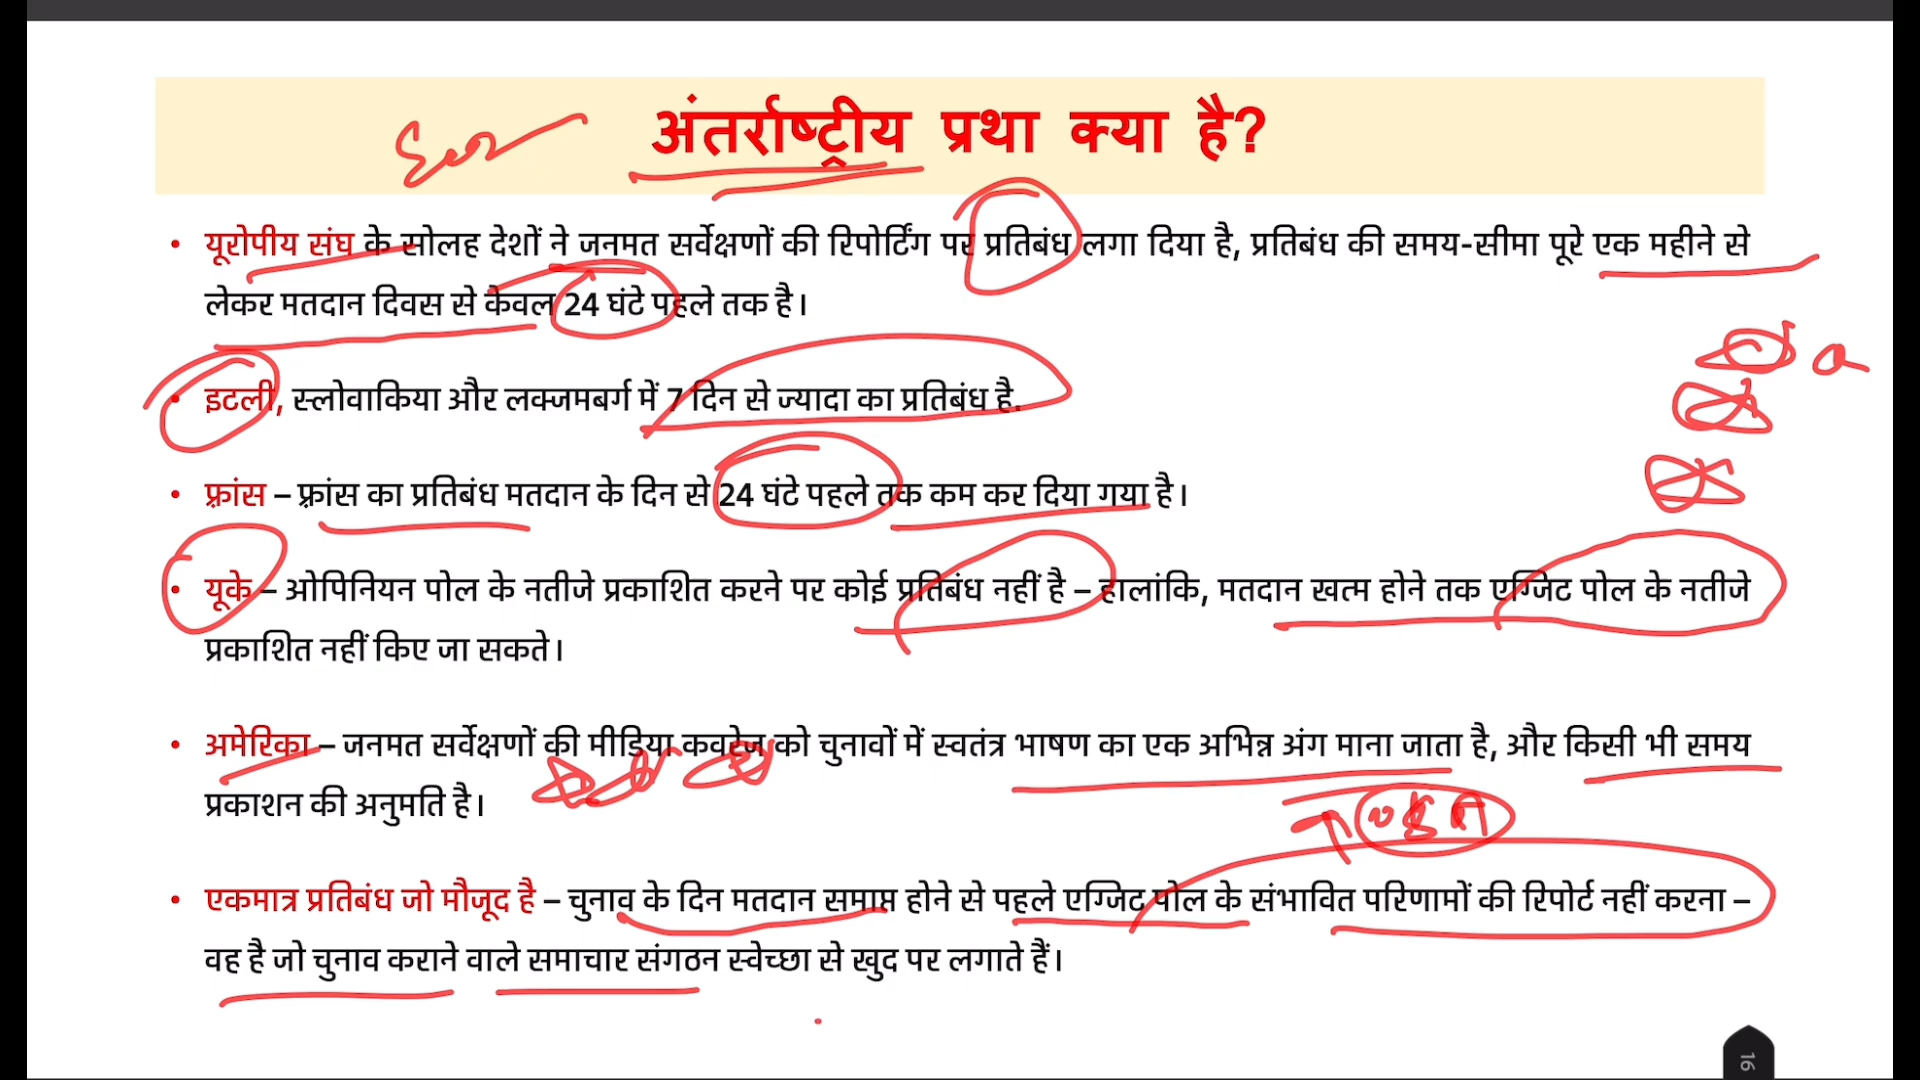 अंतर्राष्ट्रीय प्रथा क्या है?
• यूरोपीय संघ के सोलह देशों ने जनमत सर्वेक्षणों की रिपोर्टिंग पर प्रतिबंध लगा दिया है, प्रतिबंध की समय-सीमा पूरे एक महीने से
लेकर मतदान दिवस से केवल 24 घंटे पहले तक है।
• इटली, स्लोवाकिया और लक्जमबर्ग में 7 दिन से ज्यादा का प्रतिबंध है.
• फ़्रांस – फ़्रांस का प्रतिबंध मतदान के दिन से 24 घंटे पहले तक कम कर दिया गया है।
• यूके – ओपिनियन पोल के नतीजे प्रकाशित करने पर कोई प्रतिबंध नहीं है – हालांकि, मतदान खत्म होने तक एग्जिट पोल के नतीजे
प्रकाशित नहीं किए जा सकते।
• अमेरिका – जनमत सर्वेक्षणों की मीडिया कवरेज को चुनावों में स्वतंत्र भाषण का एक अभिन्न अंग माना जाता है, और किसी भी समय
प्रकाशन की अनुमति है।
• एकमात्र प्रतिबंध जो मौजूद है – चुनाव के दिन मतदान समाप्त होने से पहले एग्जिट पोल के संभावित परिणामों की रिपोर्ट नहीं करना –
वह है जो चुनाव कराने वाले समाचार संगठन स्वेच्छा से खुद पर लगाते हैं।
16